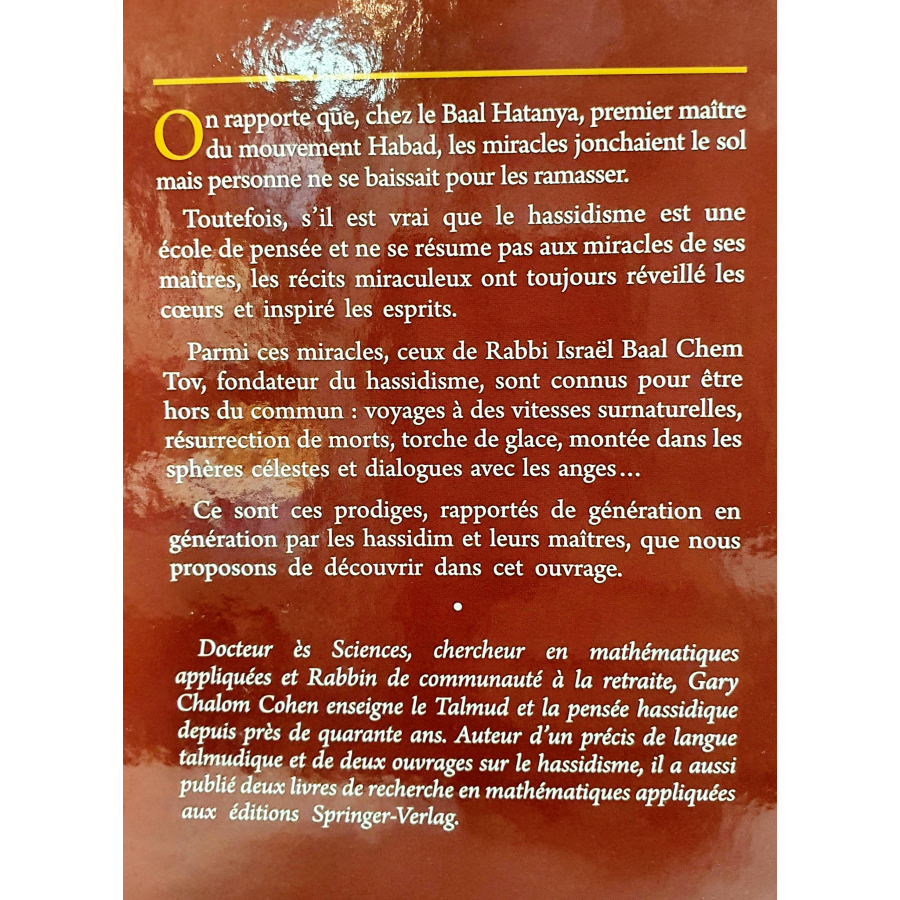 On rapporte que, chez le Baal Hatanya, premier maître
du mouvement Habad, les miracles jonchaient le sol
mais personne ne se baissait pour les ramasser.
Toutefois, s’il est vrai que le hassidisme est une
école de pensée et ne se résume pas aux miracles de ses
maîtres, les récits miraculeux ont toujours réveillé les
cœurs et inspiré les esprits.
Parmi ces miracles, ceux de Rabbi Israël Baal Chem
Tov, fondateur du hassidisme, sont connus pour être
hors du commun : voyages à des vitesses surnaturelles,
résurrection de morts, torche de glace, montée dans les
sphères célestes et dialogues avec les anges…
Ce sont ces prodiges, rapportés de génération en
génération par les hassidim et leurs maîtres, que nous
proposons de découvrir dans cet ouvrage.
•
Docteur ès Sciences, chercheur en mathématiques
appliquées et Rabbin de communauté à la retraite, Gary
Chalom Cohen enseigne le Talmud et la pensée hassidique
depuis près de quarante ans. Auteur d’un précis de langue
talmudique et de deux ouvrages sur le hassidisme, il a aussi
publié deux livres de recherche en mathématiques appliquées
aux éditions Springer-Verlag.